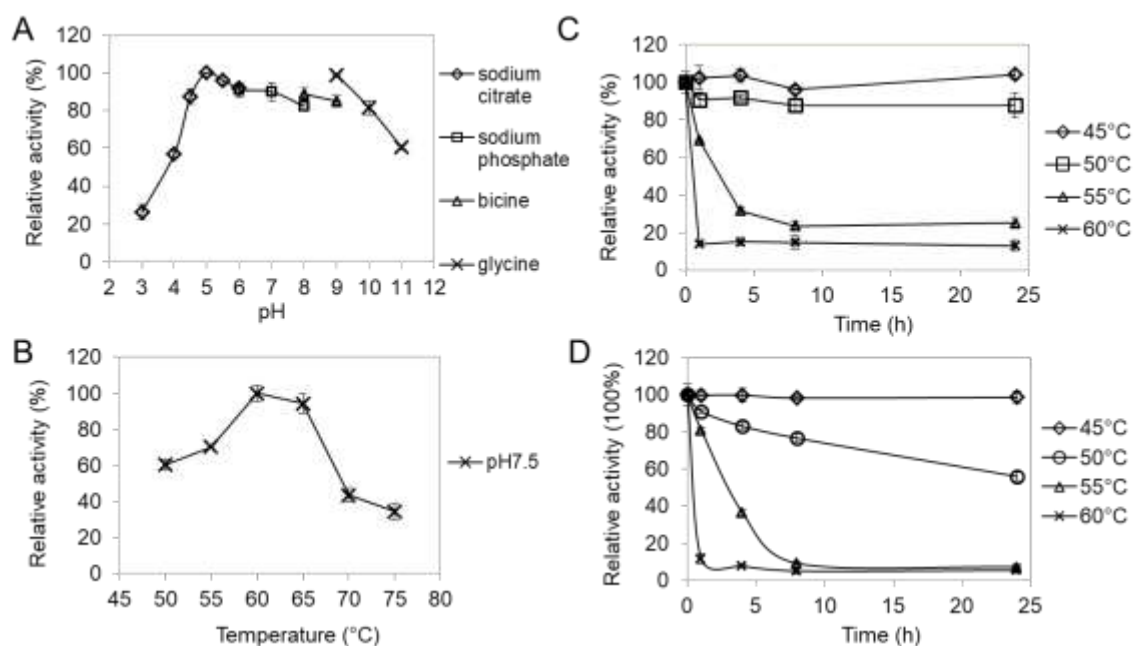 A
Relative activity (%)
120
100
80
60
40
20
0
2 3 4 5 6 7 8 9 10 11 12
pH
sodium
citrate
sodium
phosphate
bicine
glycine
B
Relative activity (%)
120
100
80
60
40
20
0
45 50 55 60 65 70 75 80
Temperature (°C)
pH7.5
C
Relative activity (%)
120
100
80
60
40
20
0
0 5 10 15 20 25
Time (h)
45°C
50°C
55°C
60°C
D
Relative activity (100%)
120
100
80
60
40
20
0
0 5 10 15 20 25
Time (h)
45°C
50°C
55°C
60°C